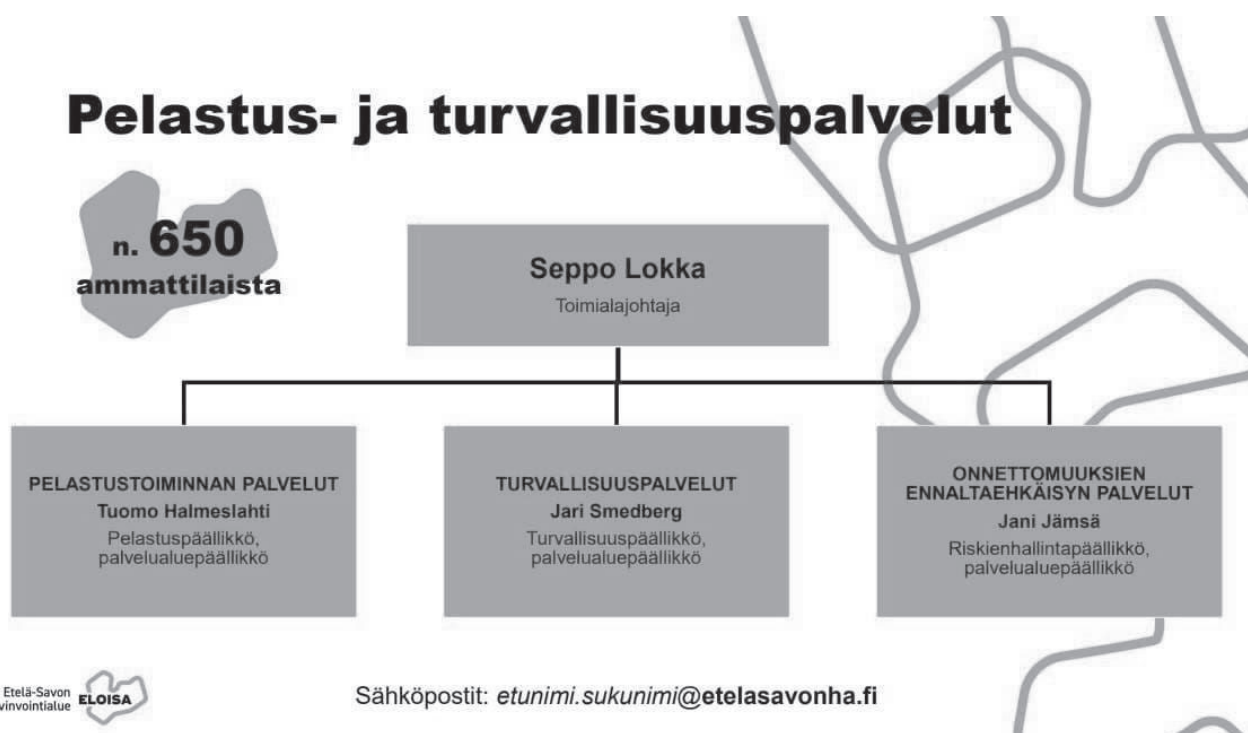 Pelastus- ja turvallisuuspalvelut
n. 650
ammattilaista
Seppo Lokka
Toimialajohtaja
PELASTUSTOIMINNAN PALVELUT
Tuomo Halmeslahti
Pelastuspäällikkö,
palvelualuepäällikkö
TURVALLISUUSPALVELUT
Jari Smedberg
Turvallisuuspäällikkö,
palvelualuepäällikkö
ONNETTOMUUKSIEN
ENNALTAEHKÄISYN PALVELUT
Jani Jämsä
Riskienhallintapäällikkö,
palvelualuepäällikkö
Etelä-Savon
vinvointialue
ELOISA
Sähköpostit: etunimi.sukunimi@etelasavonha.fi